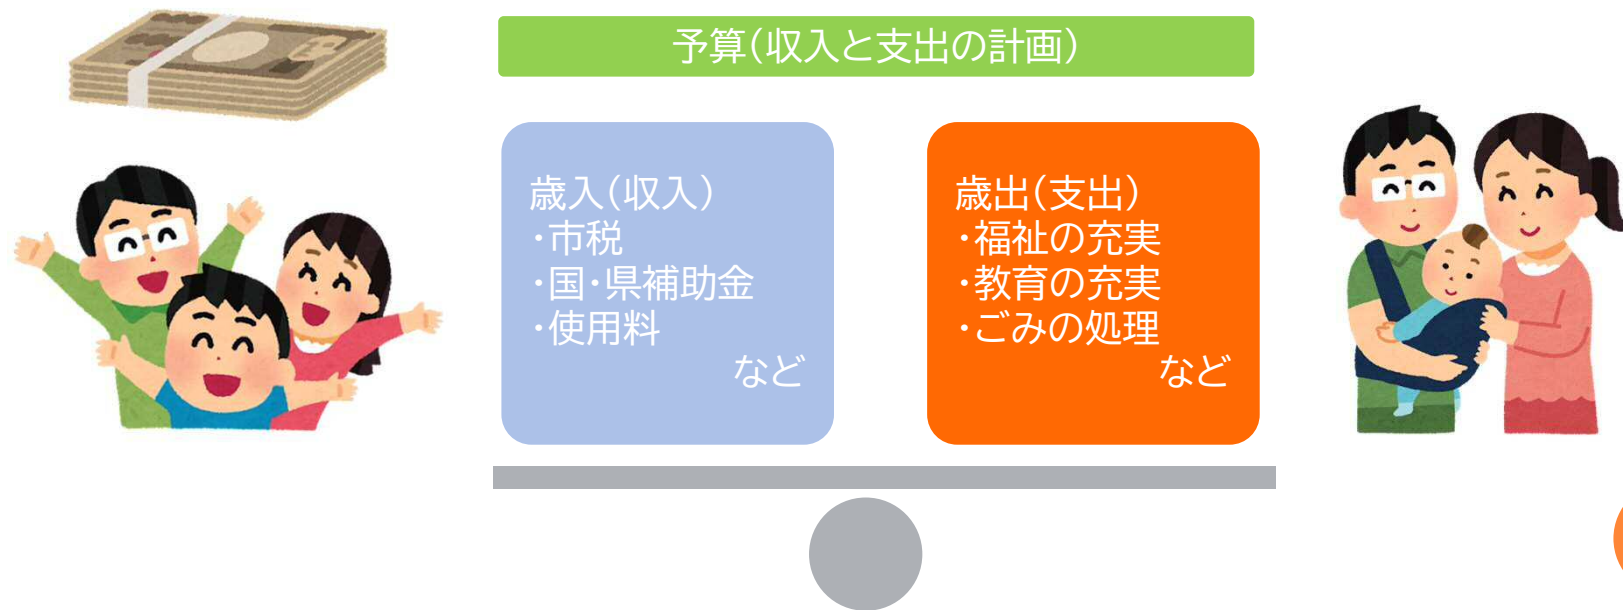 予算(収入と支出の計画)
歳入(収入)
・市税
・国・県補助金
・使用料
など
歳出(支出)
・福祉の充実
・教育の充実
・ごみの処理
など